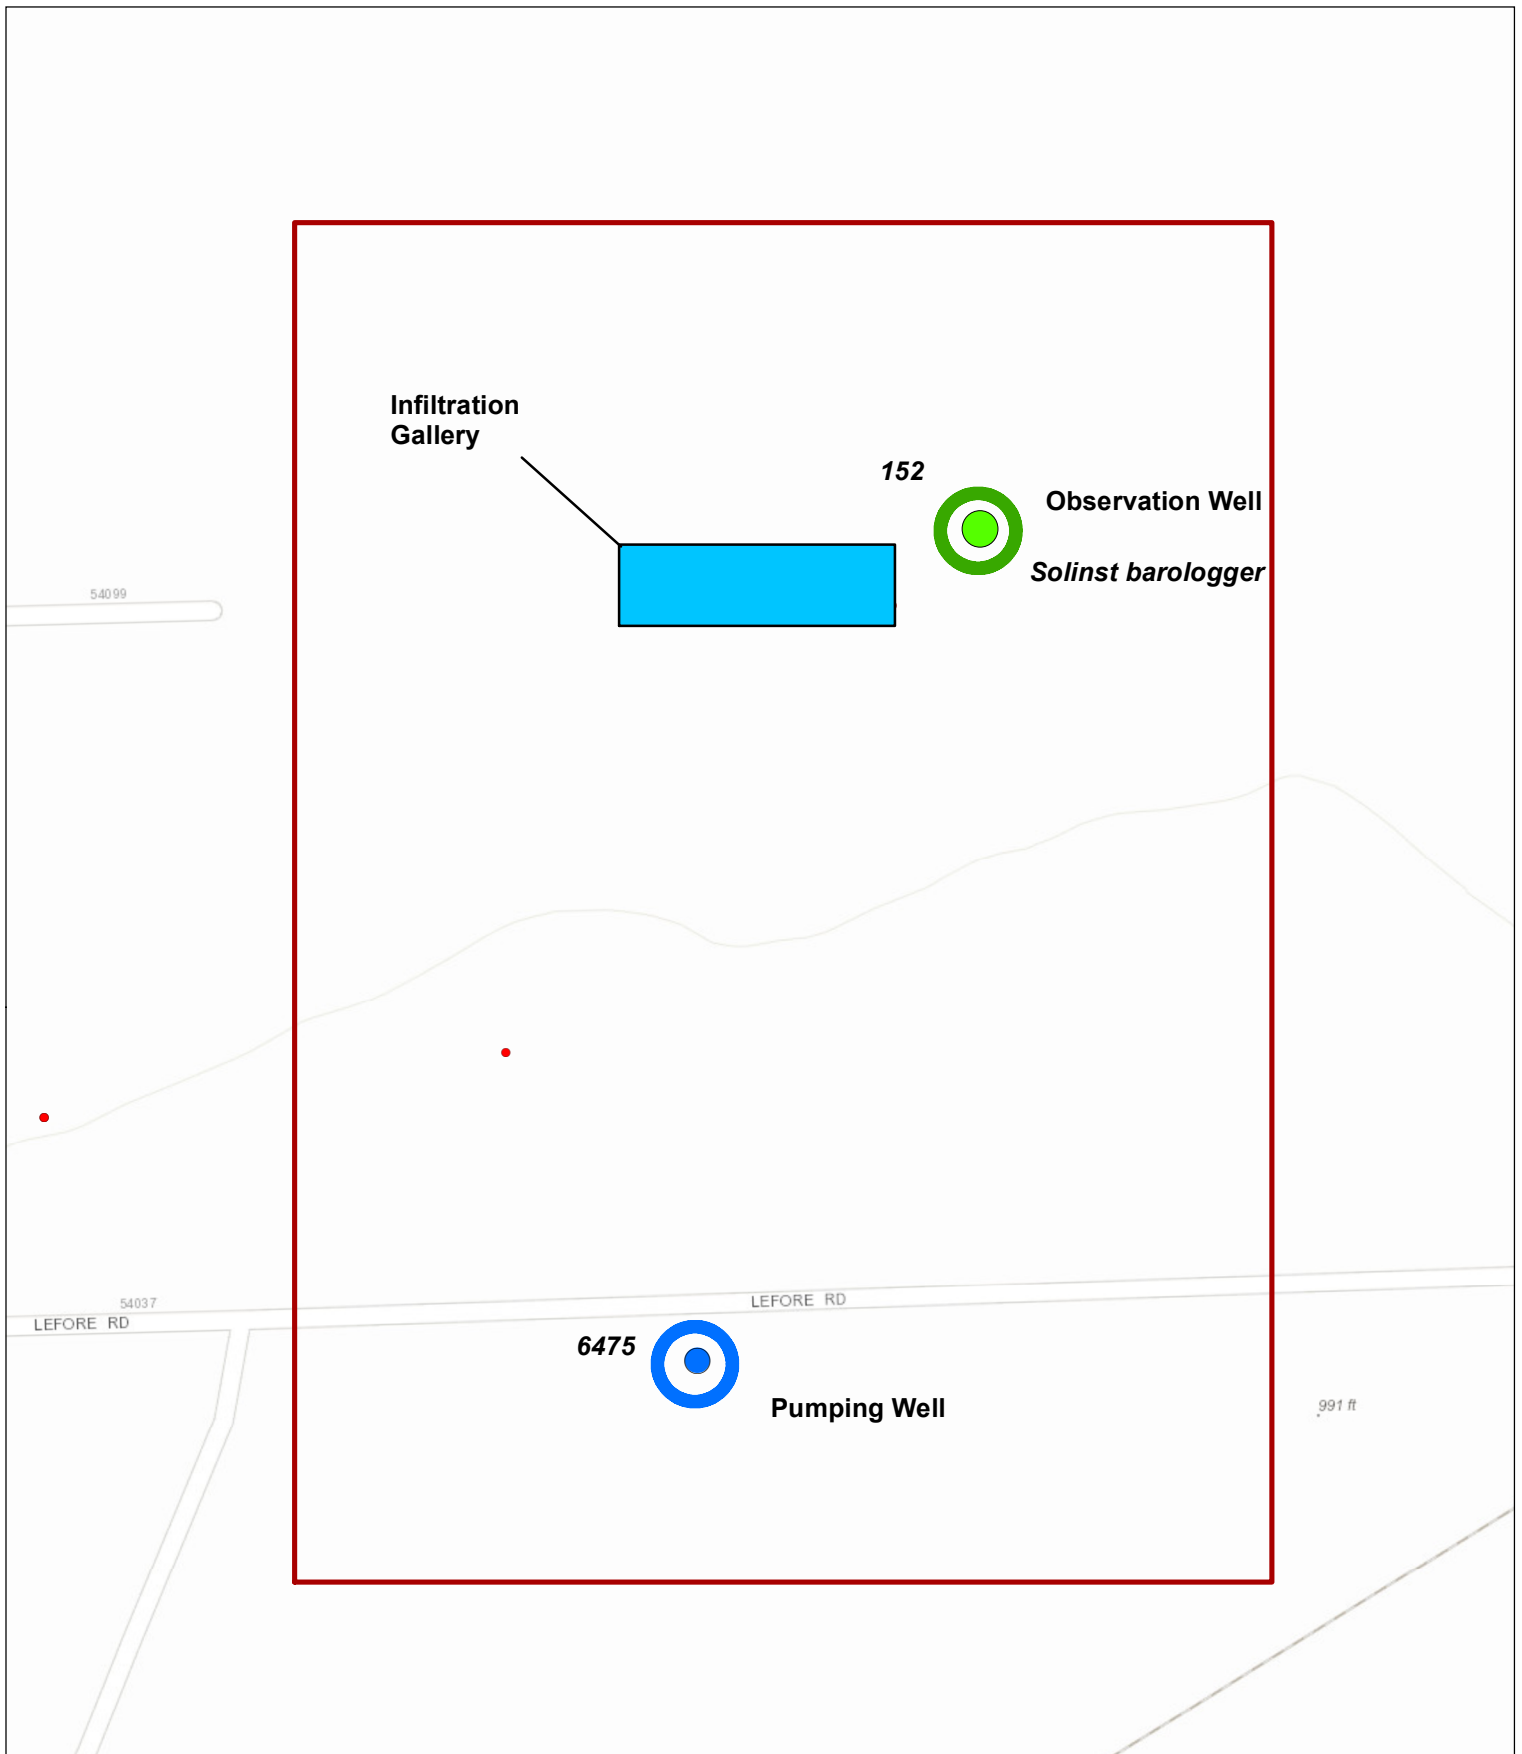 Infiltration
Gallery
152
Observation Well
Solinst barologger
54099
54037
LEFORE RD
LEFORE RD
6475
Pumping Well
991 ft